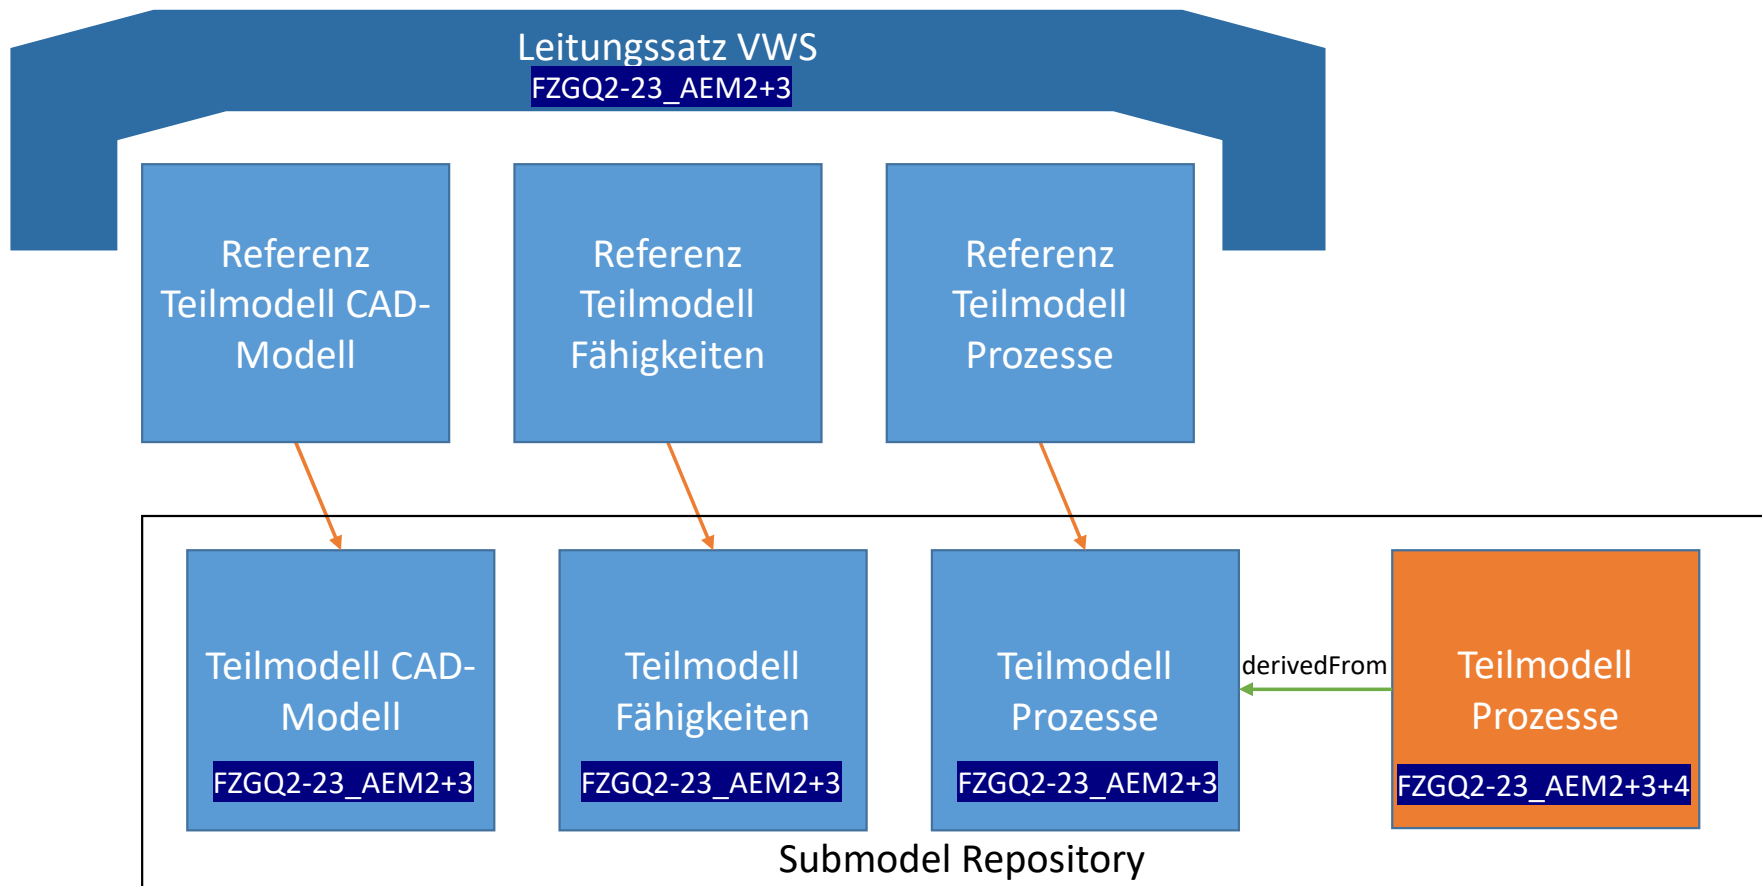 Leitungssatz VWS
FZGQ2-23_AEM2+3
Referenz
Teilmodell CAD-
Modell
Referenz
Teilmodell
Fähigkeiten
Referenz
Teilmodell
Prozesse
Teilmodell CAD-
Modell
FZGQ2-23_AEM2+3
Teilmodell
Fähigkeiten
FZGQ2-23_AEM2+3
Teilmodell
Prozesse
FZGQ2-23_AEM2+3
derivedFrom
Teilmodell
Prozesse
FZGQ2-23_AEM2+3+4
Submodel Repository